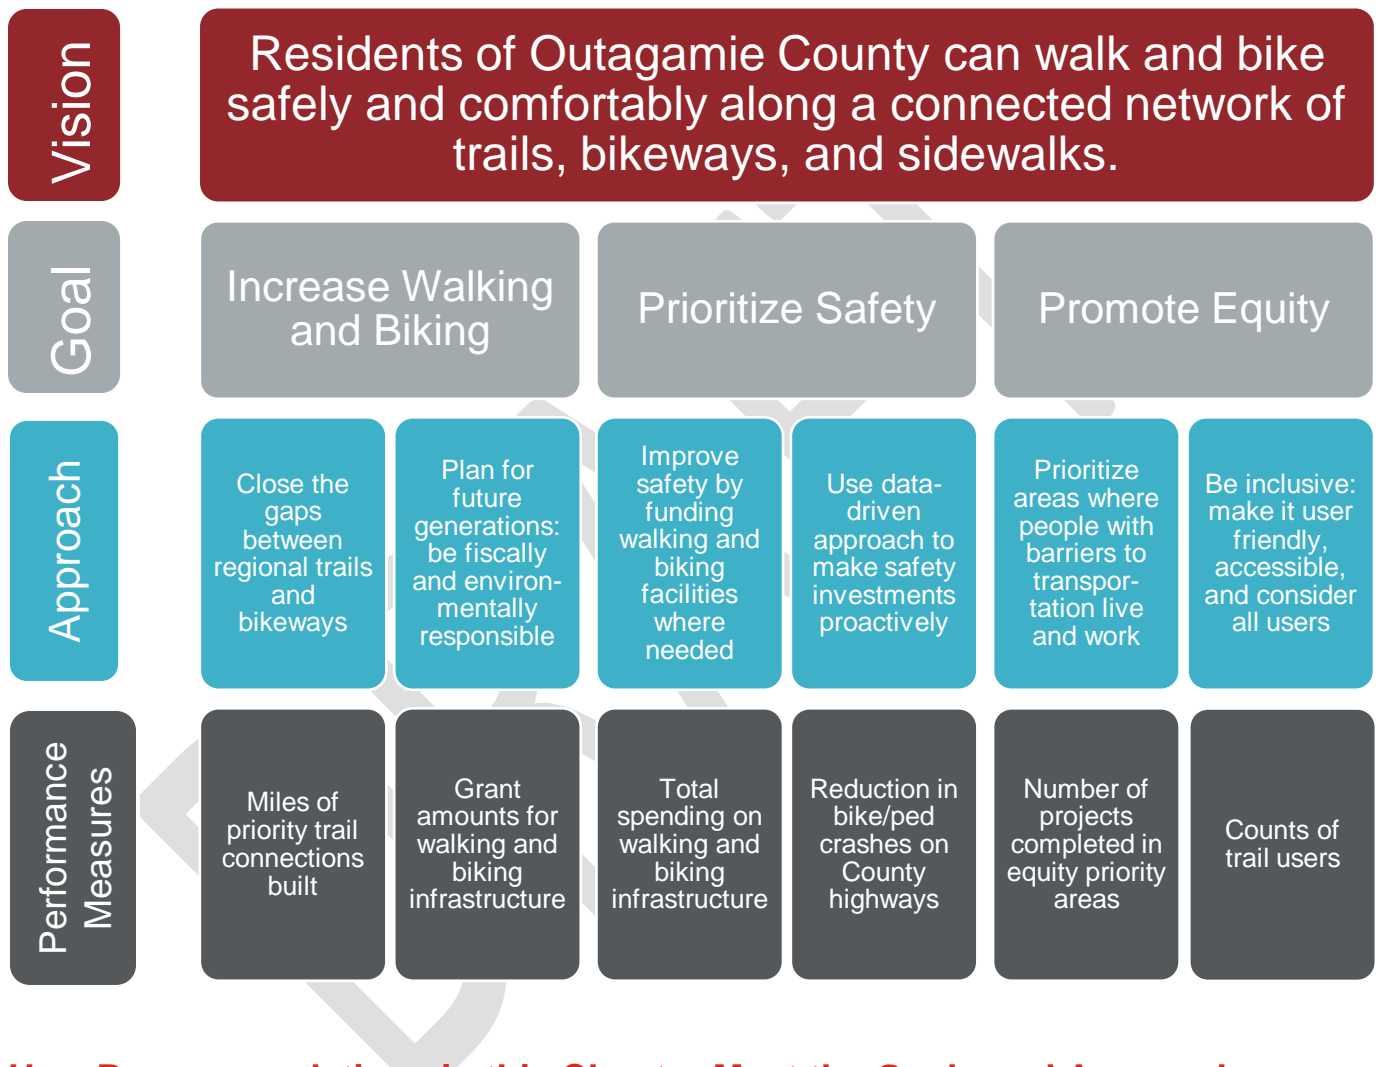 Vision
Residents of Outagamie County can walk and bike
safely and comfortably along a connected network of
trails, bikeways, and sidewalks.
Goal
Increase Walking
and Biking
Prioritize Safety
Promote Equity
Approach
Close the
gaps
between
regional trails
and
bikeways
Plan for
future
generations:
be fiscally
and environ-
mentally
responsible
Improve
safety by
funding
walking and
biking
facilities
where
needed
Use data-
driven
approach to
make safety
investments
proactively
Prioritize
areas where
people with
barriers to
transpor-
tation live
and work
Be inclusive:
make it user
friendly,
accessible,
and consider
all users
Performance
Measures
Miles of
priority trail
connections
built
Grant
amounts for
walking and
biking
infrastructure
Total
spending on
walking and
biking
infrastructure
Reduction in
bike/ped
crashes on
County
highways
Number of
projects
completed in
equity priority
areas
Counts of
trail users